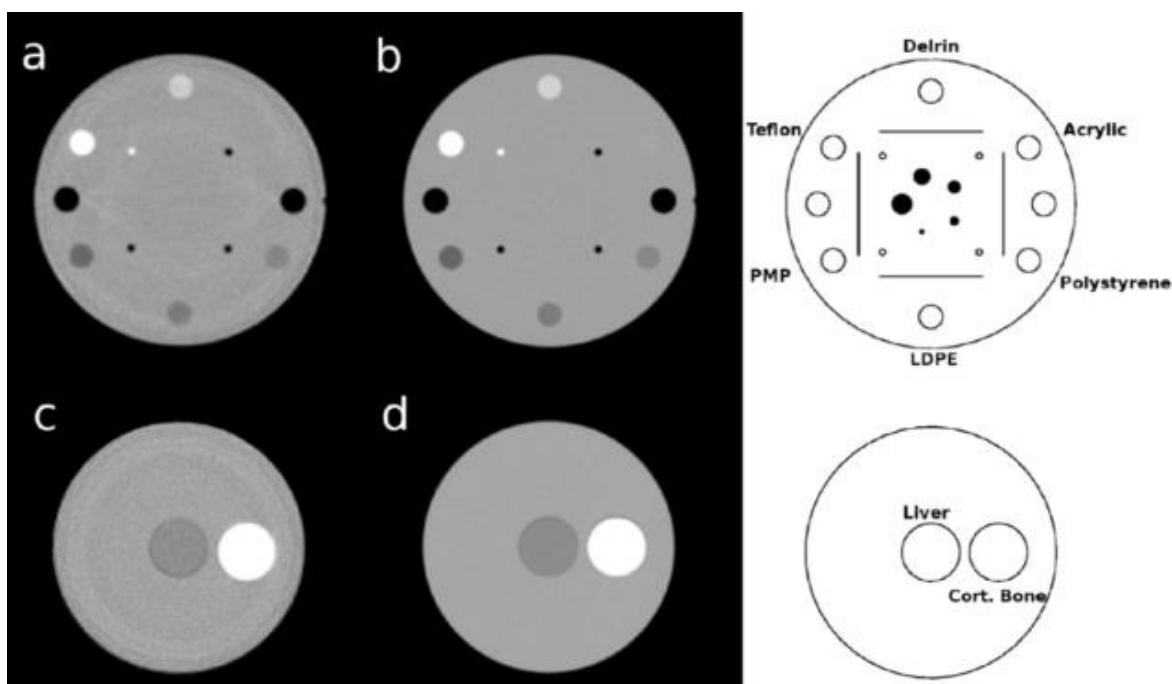 a
b
Delrin
Teflon
Acrylic
PMP
Polystyrene
LDPE
c
d
Liver
Cort. Bone